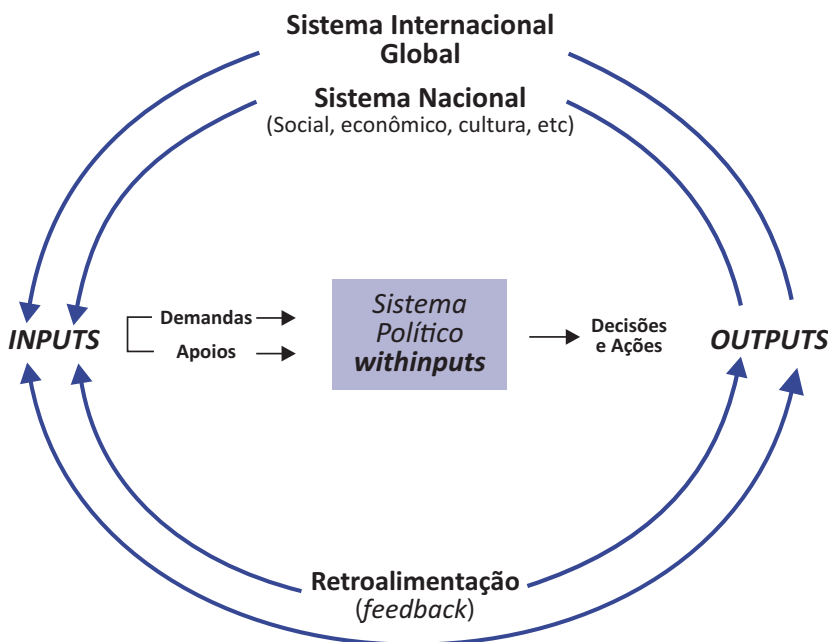 Sistema Internacional
Global
Sistema Nacional
(Social, econômico, cultura, etc)
INPUTS
Demandas
Apoios
Sistema
Político
withinputs
Decisões
e Ações
OUTPUTS
Retroalimentação
(feedback)